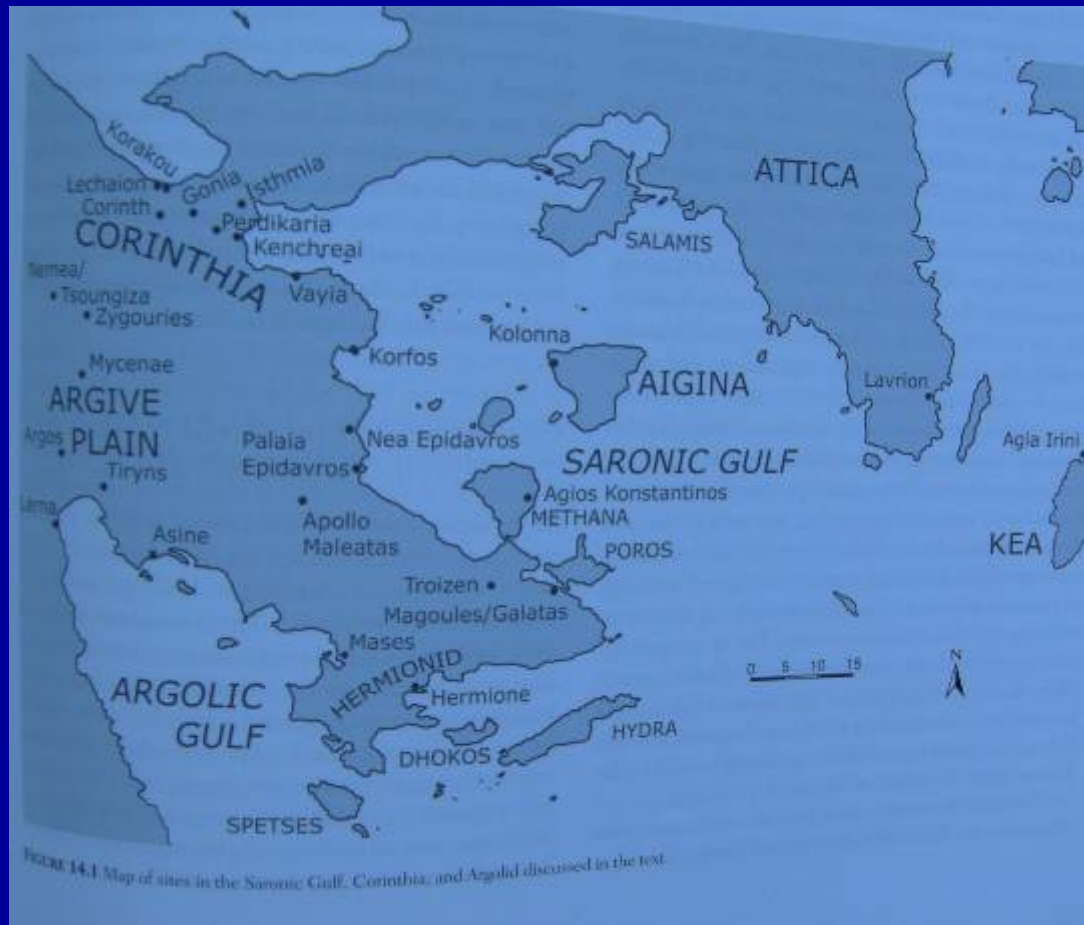 ATTICA
Korakou
Lechaion
Gonia
Isthmia
Corinth
Perdikaria
CORINTHIA
Kenchreai
SALAMIS
Nemea/
Tsoungiza
Vayia
Zygouries
Kolonna
Korfos
Mycenae
AIGINA
Lavrion
ARGIVE
PLAIN
Argos
Palaia
Epidavros
Nea Epidavros
SARONIC GULF
Agia Irini
Tiryns
Lerna
Agios Konstantinos
METHANA
Apollo
Maleatas
Asine
POROS
KEA
Troizen
Magoules/Galatas
Mases
HERMIONID
0 5 10 15
N
ARGOLIC
GULF
Hermione
HYDRA
DHOKOS
SPETSES
FIGURE 14.1 Map of sites in the Saronic Gulf, Corinthia, and Argolid discussed in the text